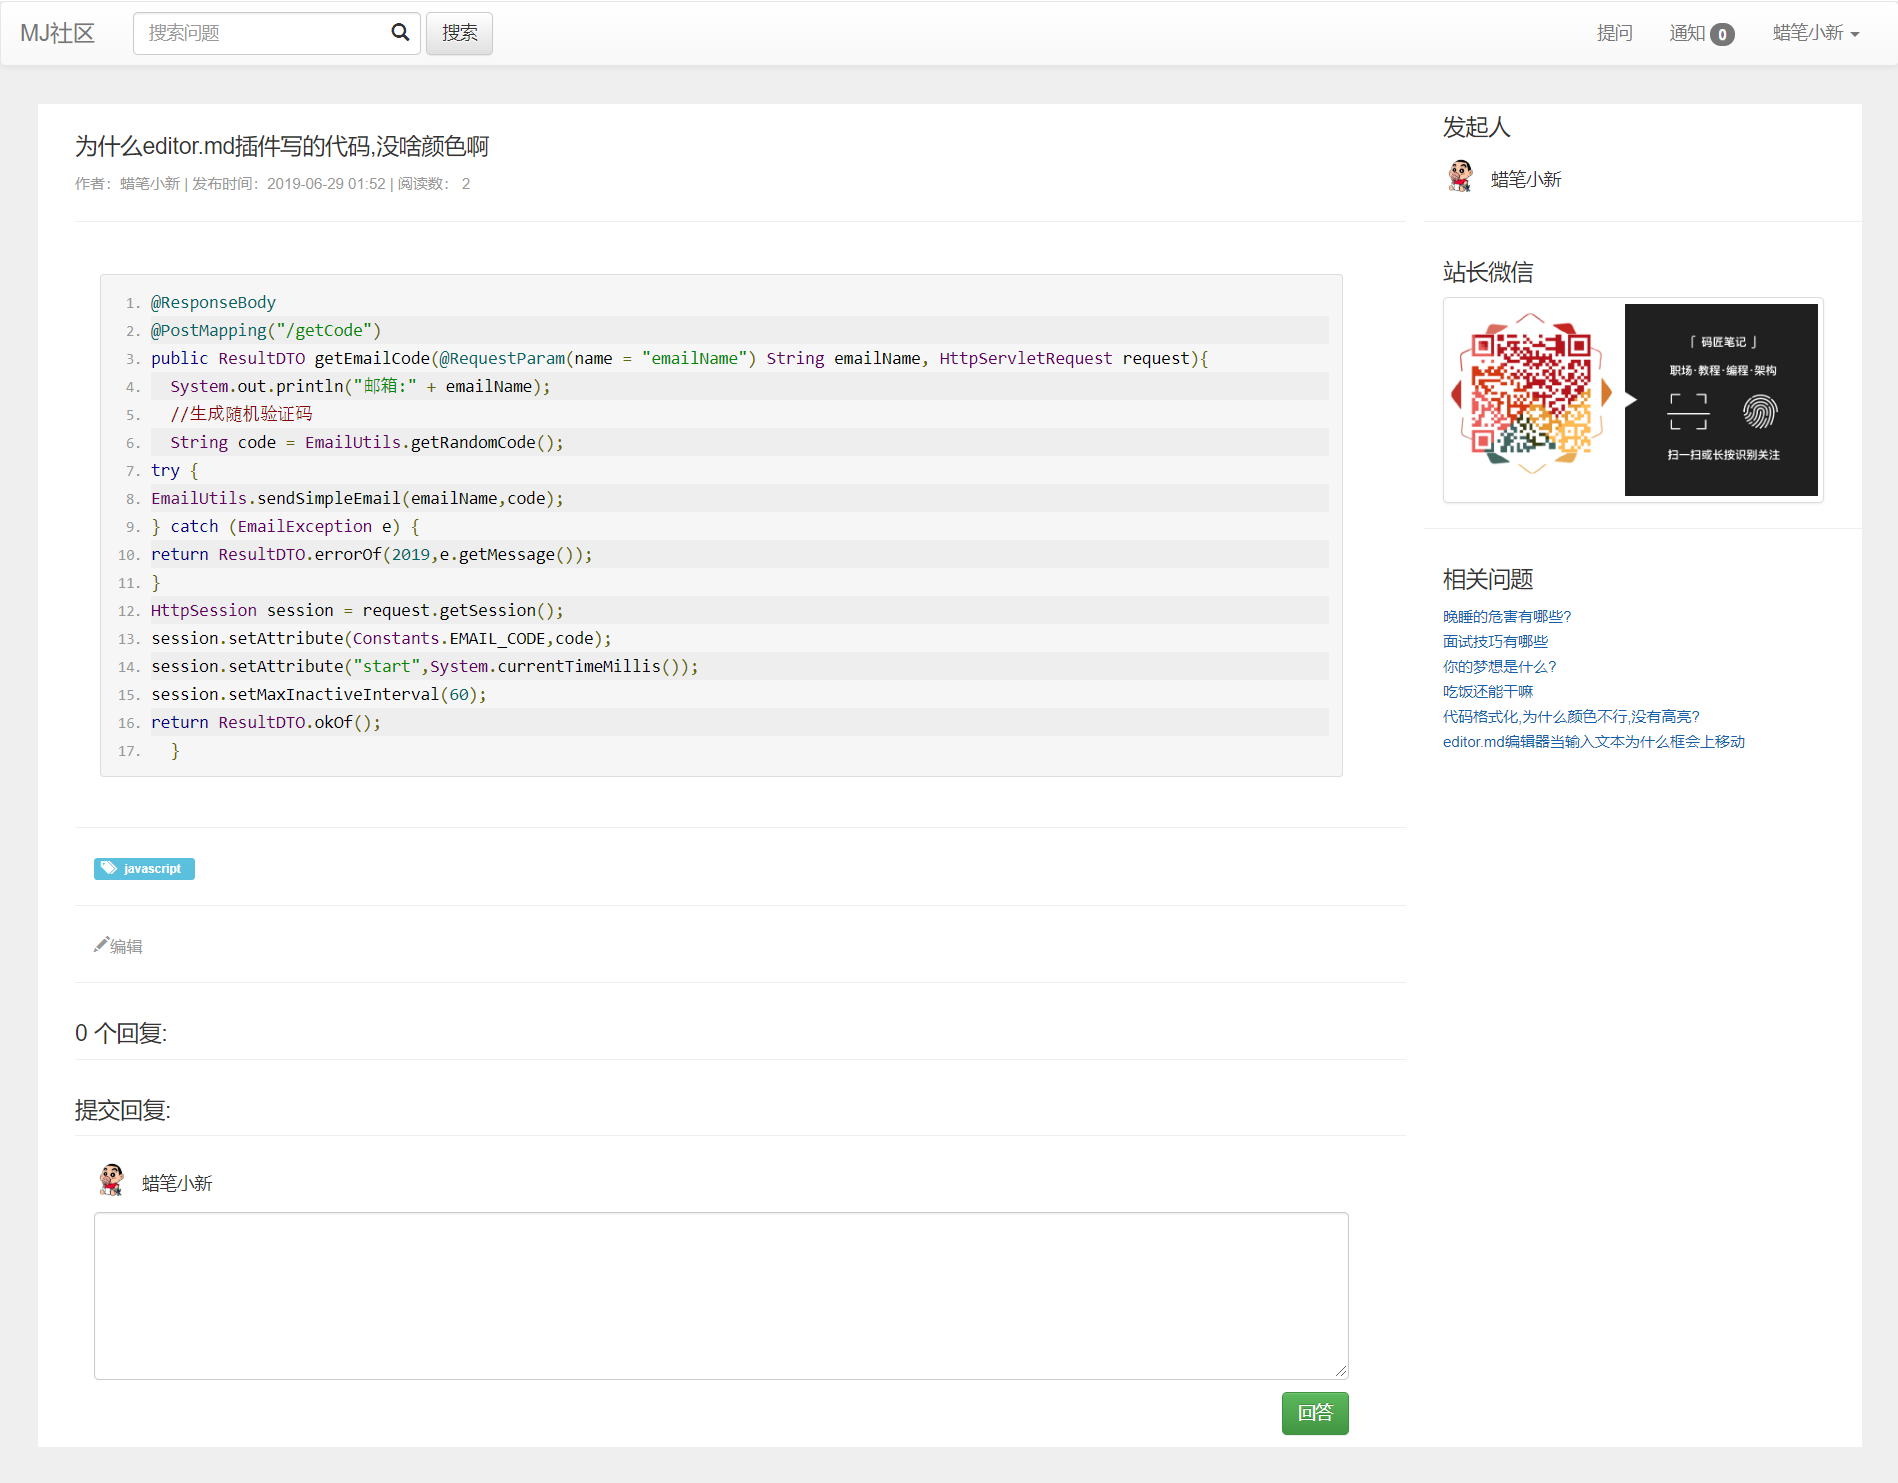 MJ社区 搜索问题 搜索 提问 通知 0 蜡笔小新
为什么editor.md插件写的代码,没啥颜色啊
作者：蜡笔小新 | 发布时间：2019-06-29 01:52 | 阅读数： 2
1. @ResponseBody
2. @PostMapping("/getCode")
3. public ResultDTO getEmailCode(@RequestParam(name = "emailName") String emailName, HttpServletRequest request){
4. System.out.println("邮箱:" + emailName);
5. //生成随机验证码
6. String code = EmailUtils.getRandomCode();
7. try {
8. EmailUtils.sendSimpleEmail(emailName,code);
9. } catch (EmailException e) {
10. return ResultDTO.errorOf(2019,e.getMessage());
11. }
12. HttpSession session = request.getSession();
13. session.setAttribute(Constants.EMAIL_CODE,code);
14. session.setAttribute("start",System.currentTimeMillis());
15. session.setMaxInactiveInterval(60);
16. return ResultDTO.okOf();
17. }
javascript
编辑
0 个回复:
提交回复:
蜡笔小新
回答
发起人
蜡笔小新
站长微信
「 码匠笔记 」
职场·教程·编程·架构
扫一扫或长按识别关注
相关问题
晚睡的危害有哪些?
面试技巧有哪些
你的梦想是什么?
吃饭还能干嘛
代码格式化,为什么颜色不行,没有高亮?
editor.md编辑器当输入文本为什么框会上移动